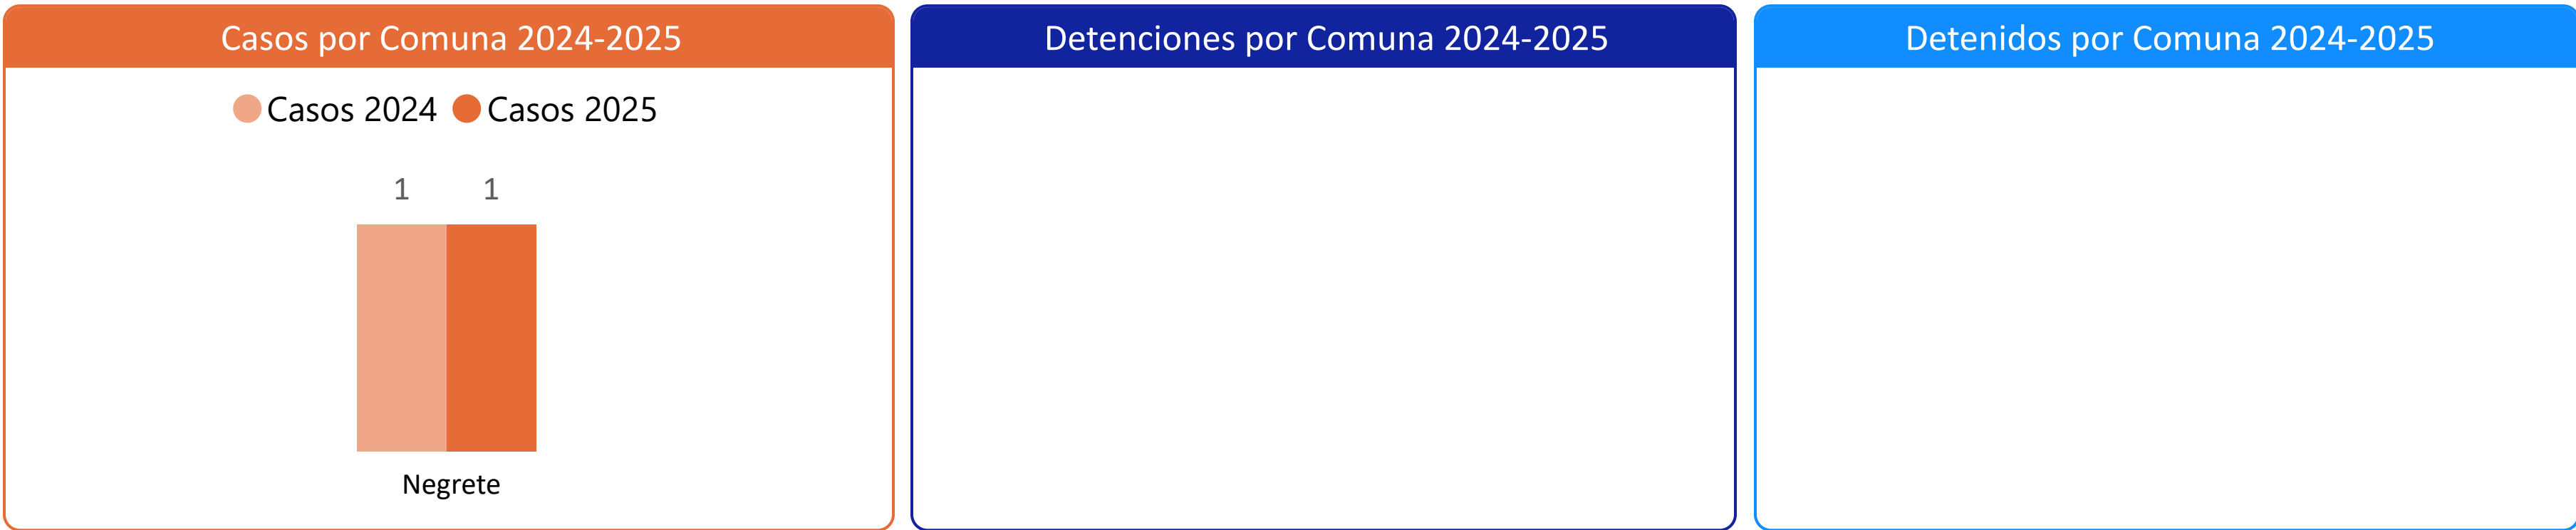 Casos por Comuna 2024-2025
Casos 2024 Casos 2025
1 1
Negrete
Detenciones por Comuna 2024-2025
Detenidos por Comuna 2024-2025